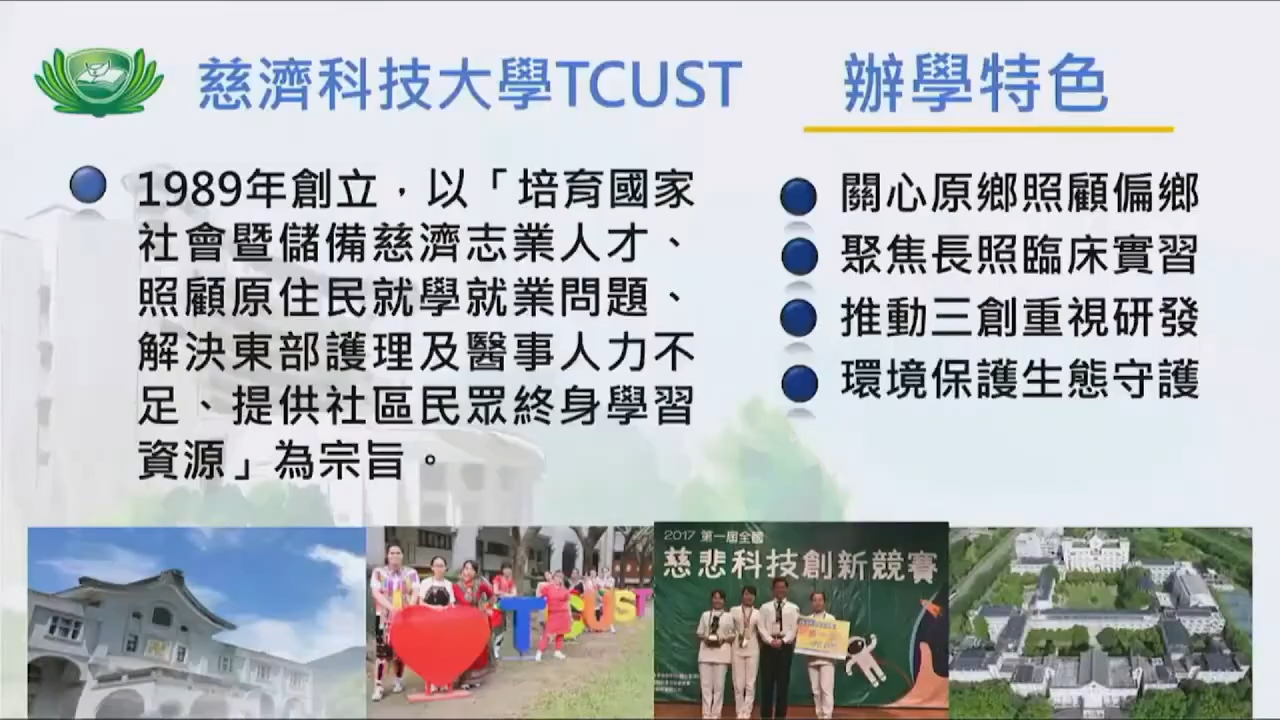 慈濟科技大學TCUST
辦學特色
1989年創立，以「培育國家
社會暨儲備慈濟志業人才、
照顧原住民就學就業問題、
解決東部護理及醫事人力不
足、提供社區民眾終身學習
資源」為宗旨。
關心原鄉照顧偏鄉
聚焦長照臨床實習
推動三創重視研發
環境保護生態守護
2017 第一屆全國
慈悲科技創新競賽